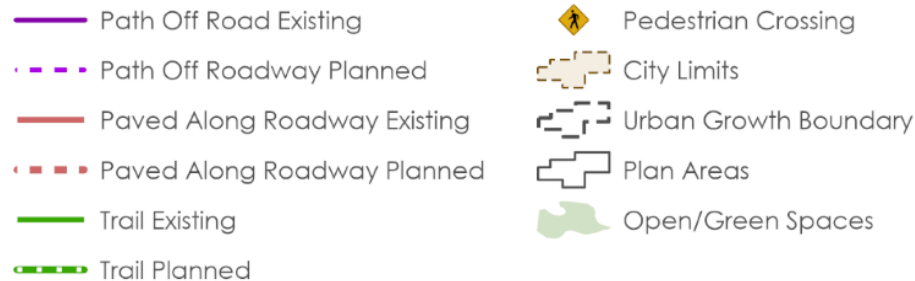 Path Off Road Existing
Path Off Roadway Planned
Paved Along Roadway Existing
Paved Along Roadway Planned
Trail Existing
Trail Planned
Pedestrian Crossing
City Limits
Urban Growth Boundary
Plan Areas
Open/Green Spaces